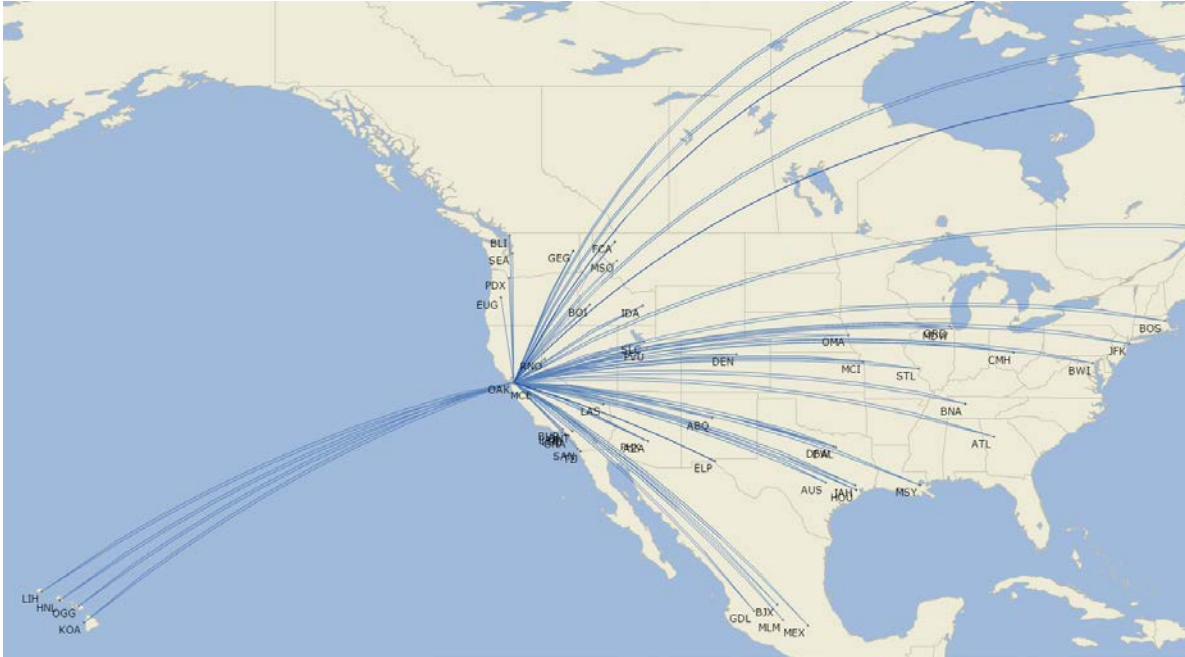 BLI
SEA
GEG
FCA
MSO
PDX
EUG
BOI
IDA
BOS
OMA
ORD
MDW
SLC
PVU
JFK
RNO
DEN
CMH
MCI
STL
BWI
OAK
MCE
LAS
BNA
ABQ
ATL
BUR
SAN
ELP
AUS
IAH
HOU
MSY
LIH
HNL
OGG
KOA
GDL
BJX
MLM
MEX